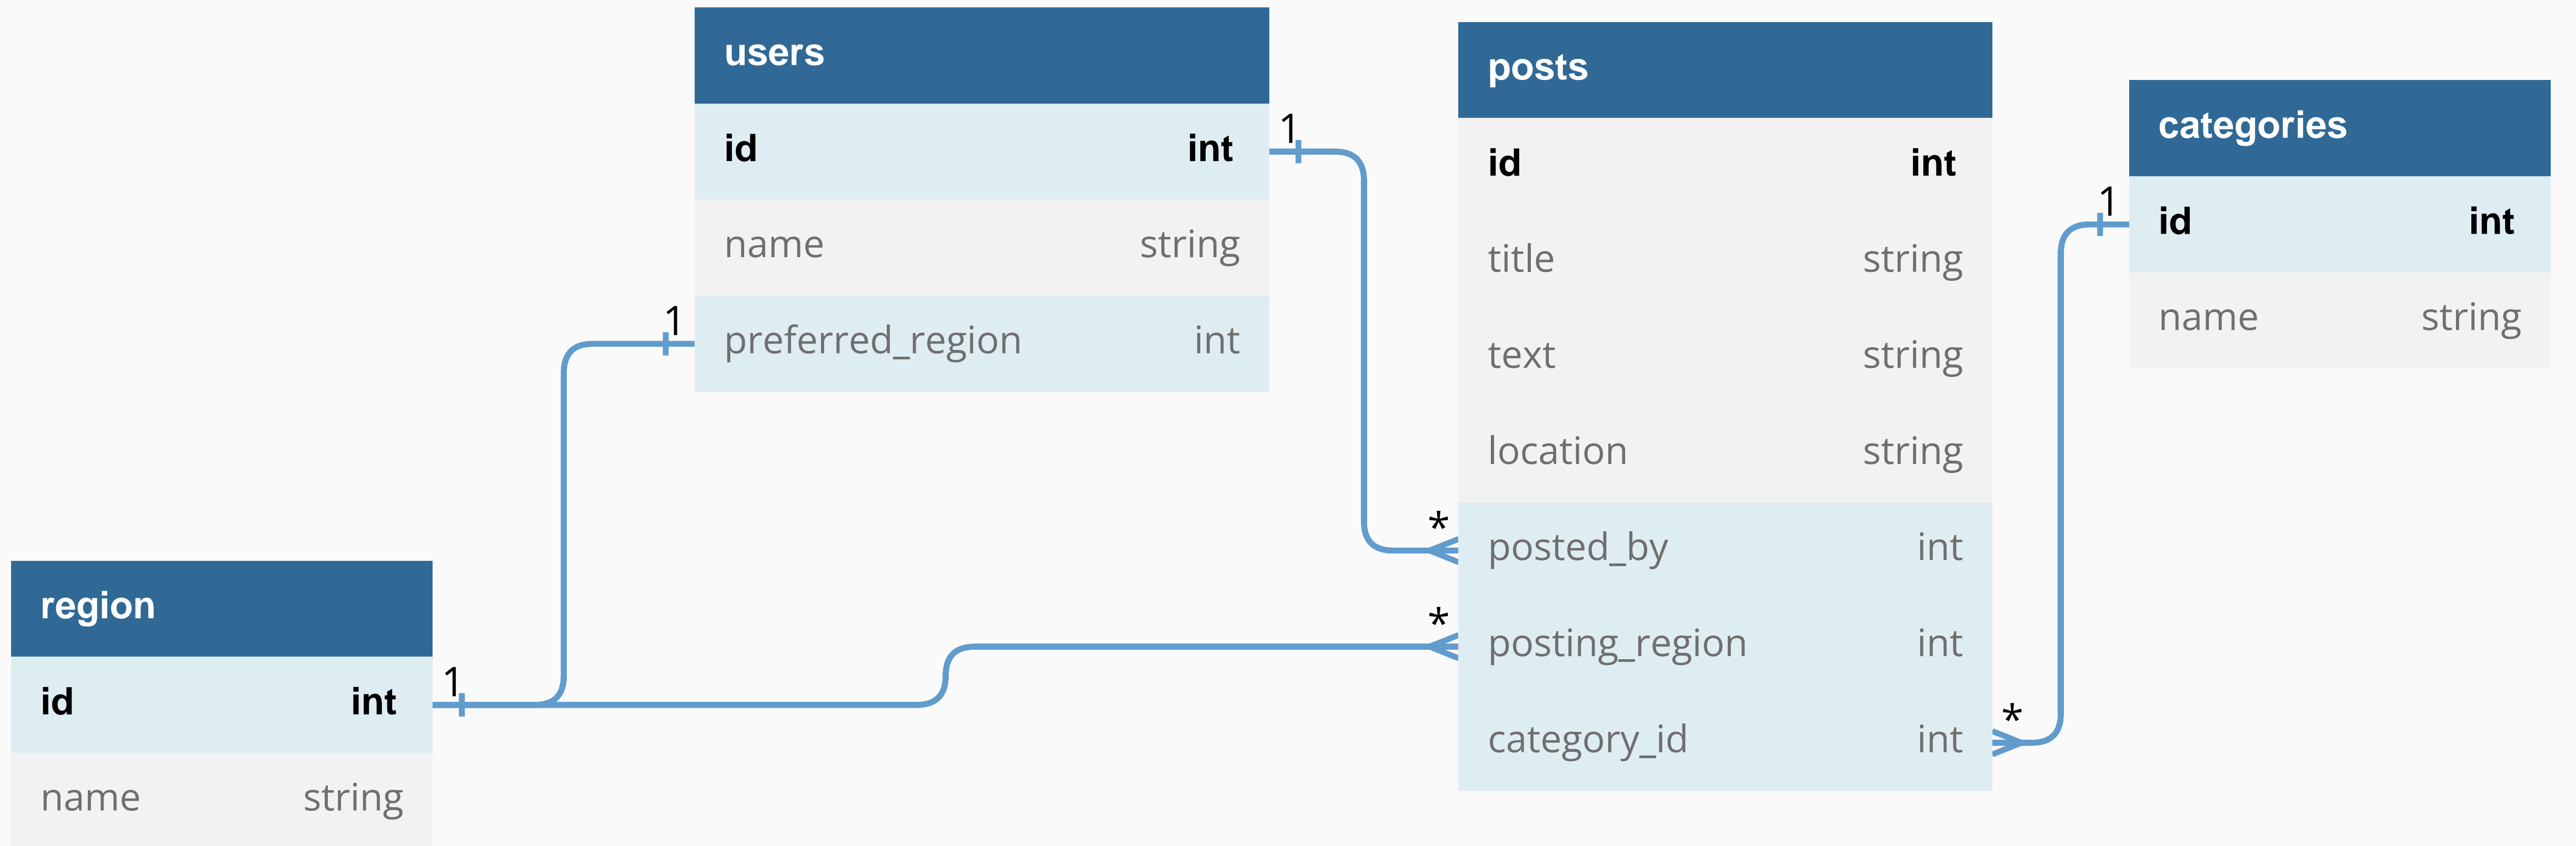 users
id int
name string
preferred_region int
1
1
posts
id int
title string
text string
location string
posted_by int
posting_region int
category_id int
*
*
*
categories
id int
name string
1
region
id int
name string
1